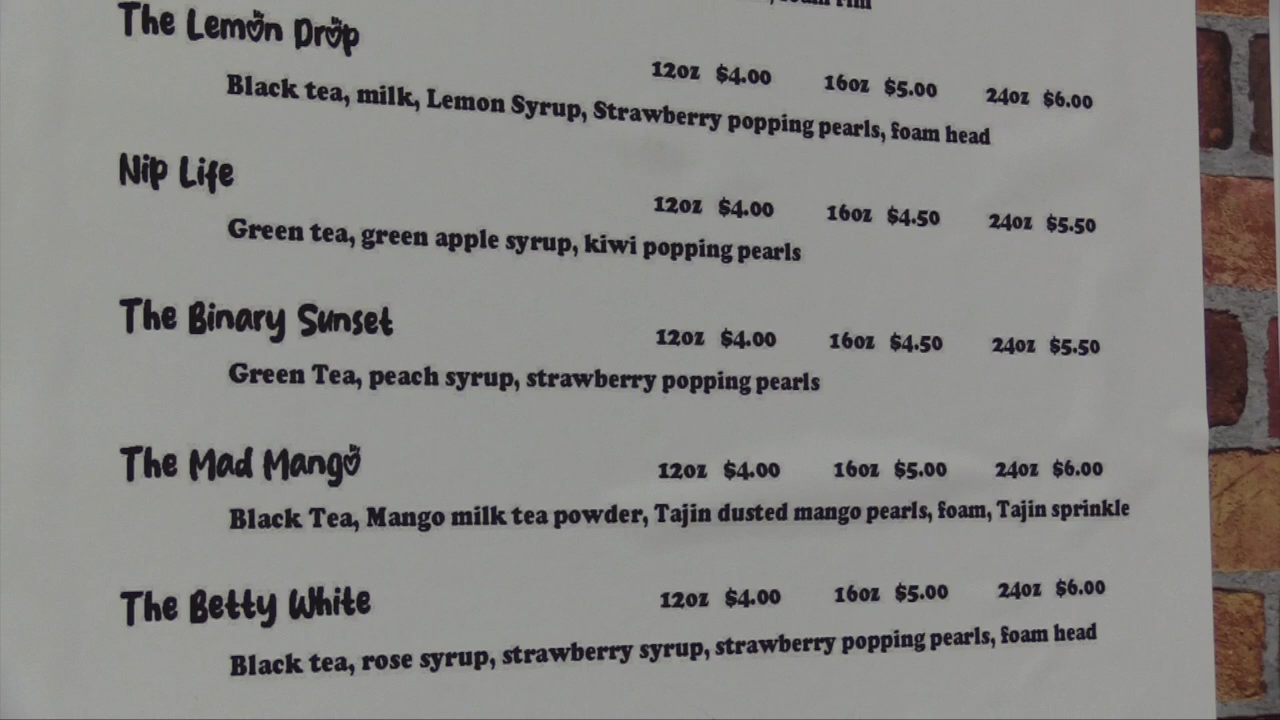 The Lemon Drop
12oz $4.00 16oz $5.00 24oz $6.00
Black tea, milk, Lemon Syrup, Strawberry popping pearls, foam head
Nip Life
12oz $4.00 16oz $4.50 24oz $5.50
Green tea, green apple syrup, kiwi popping pearls
The Binary Sunset
12oz $4.00 16oz $4.50 24oz $5.50
Green Tea, peach syrup, strawberry popping pearls
The Mad Mango
12oz $4.00 16oz $5.00 24oz $6.00
Black Tea, Mango milk tea powder, Tajin dusted mango pearls, foam, Tajin sprinkle
The Betty White
12oz $4.00 16oz $5.00 24oz $6.00
Black tea, rose syrup, strawberry syrup, strawberry popping pearls, foam head